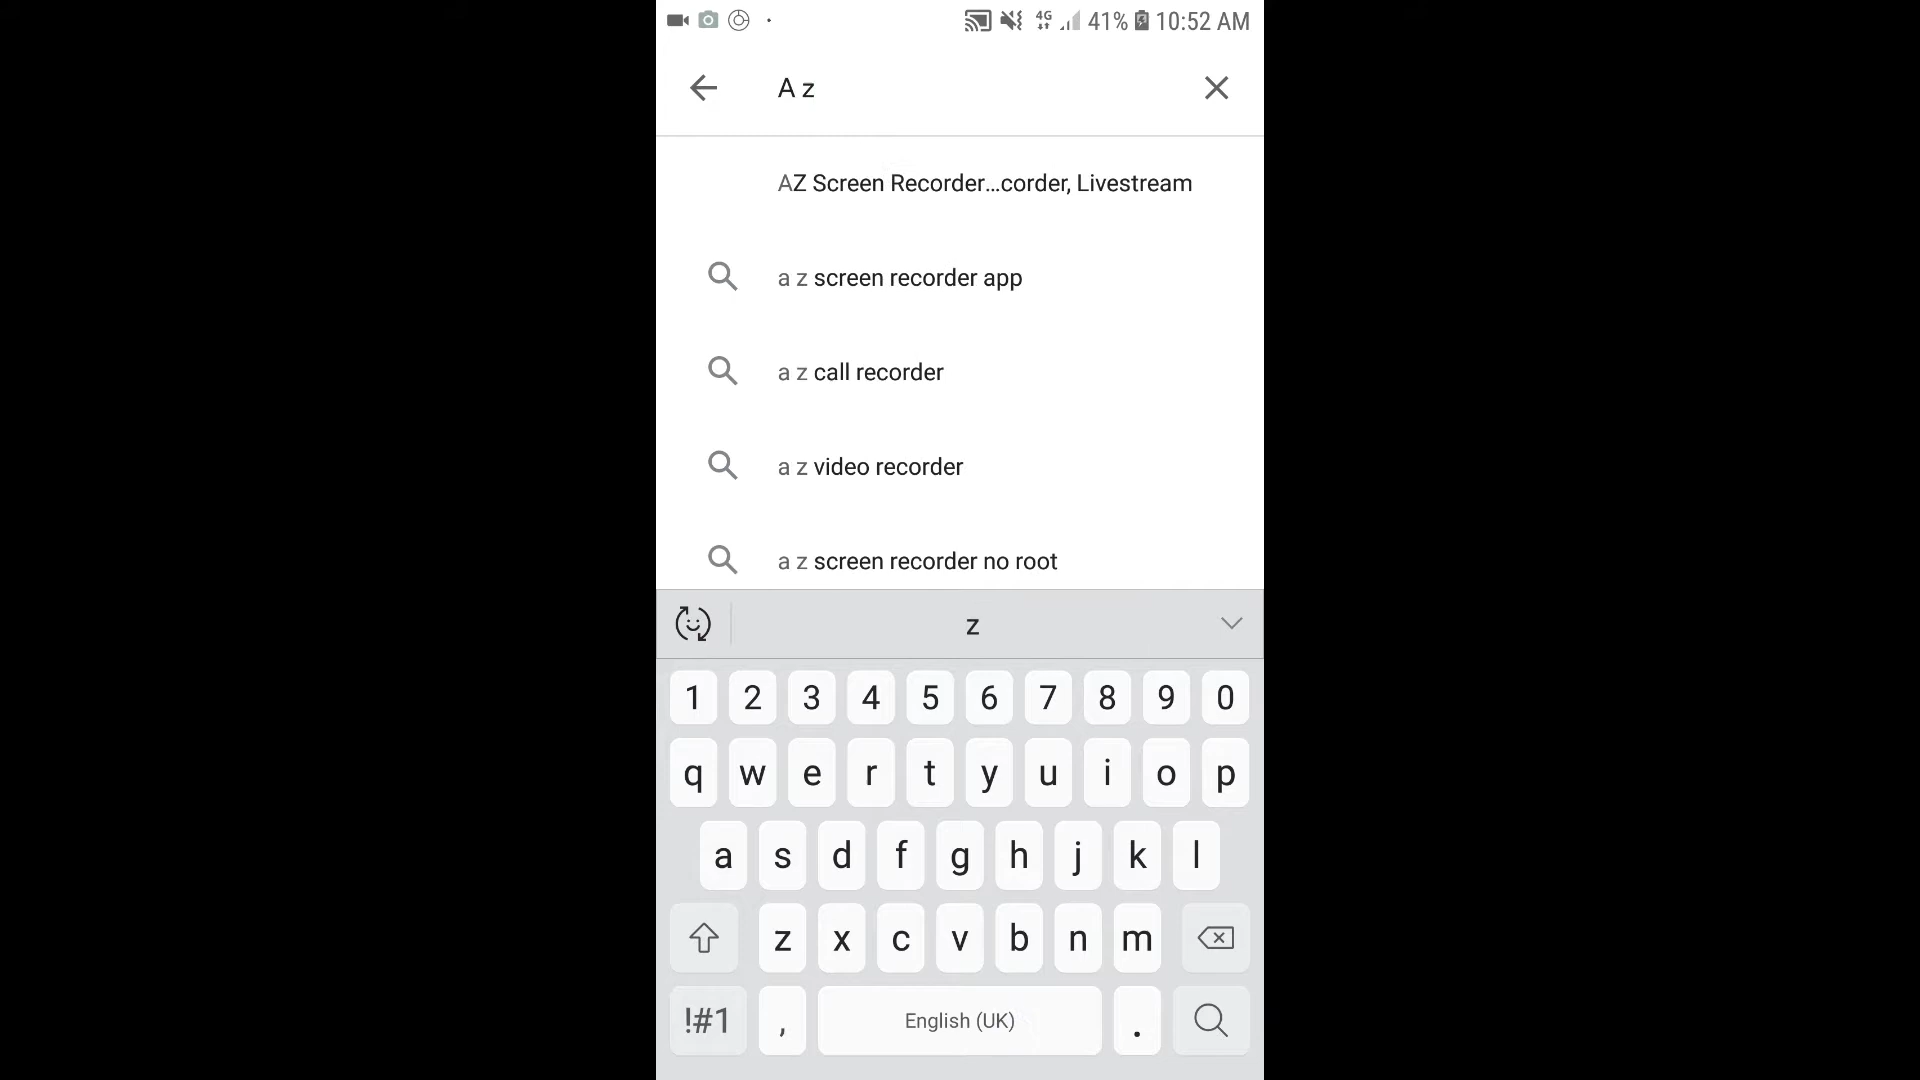 4G 41% 10:52 AM
A z
AZ Screen Recorder...corder, Livestream
a z screen recorder app
a z call recorder
a z video recorder
a z screen recorder no root
z
1 2 3 4 5 6 7 8 9 0
q w e r t y u i o p
a s d f g h j k l
z x c v b n m
!#1 , English (UK) .